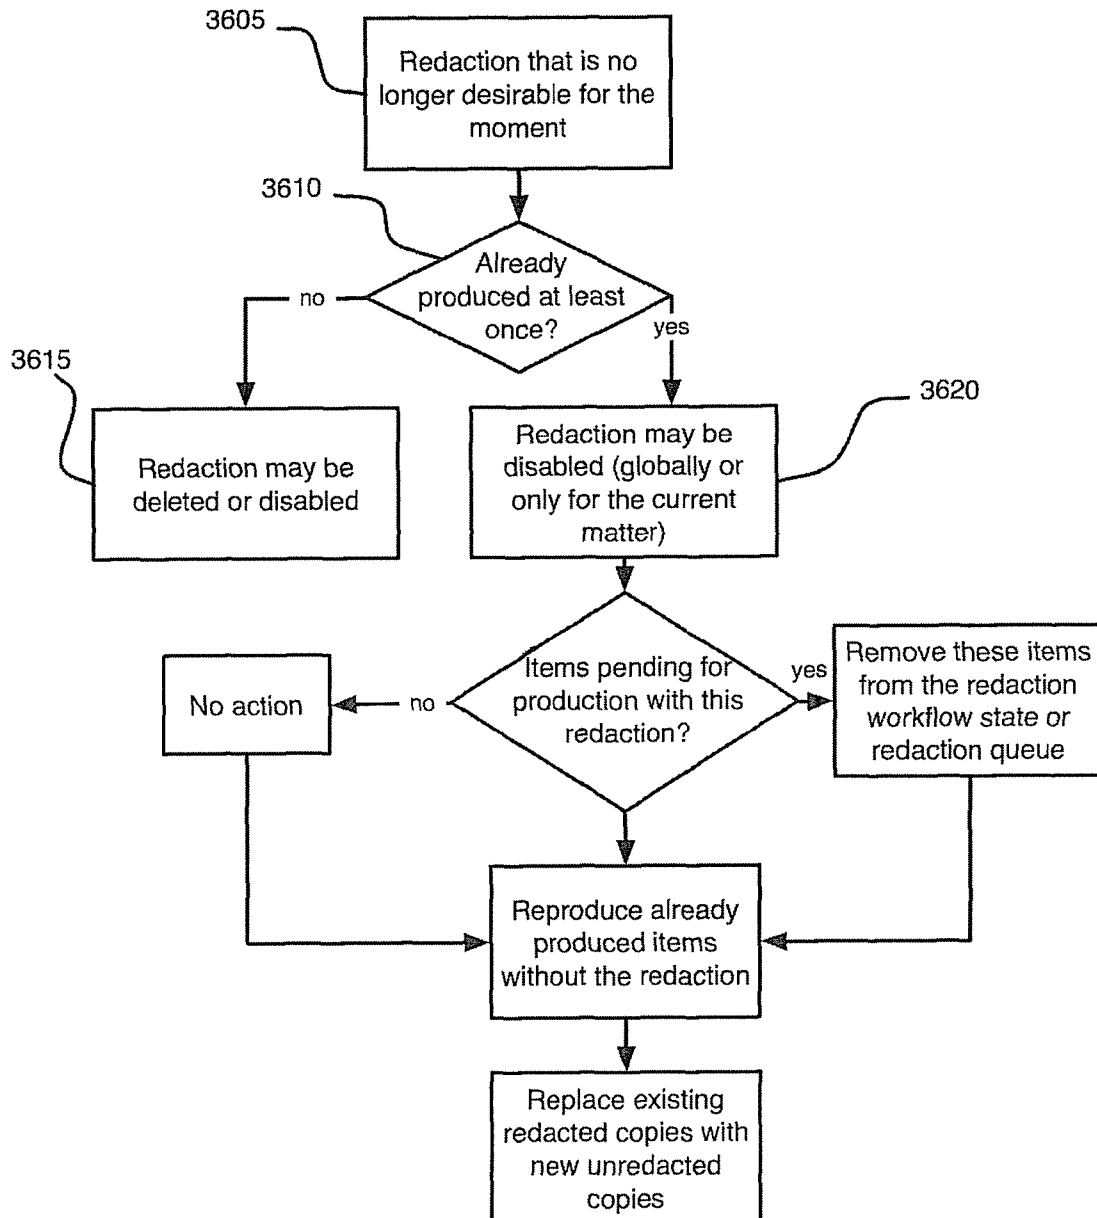 3605
Redaction that is no
longer desirable for the
moment
3610
Already
produced at least
once?
no
yes
3615
Redaction may be
deleted or disabled
3620
Redaction may be
disabled (globally or
only for the current
matter)
Items pending for
production with this
redaction?
no
yes
No action
Remove these items
from the redaction
workflow state or
redaction queue
Reproduce already
produced items
without the redaction
Replace existing
redacted copies with
new unredacted
copies